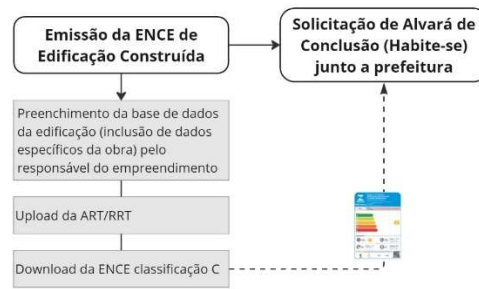 Emissão da ENCE de
Edificação Construída
Solicitação de Alvará de
Conclusão (Habite-se)
junto a prefeitura
Preenchimento da base de dados
da edificação (inclusão de dados
específicos da obra) pelo
responsável do empreendimento
Upload da ART/RRT
Download da ENCE classificação C